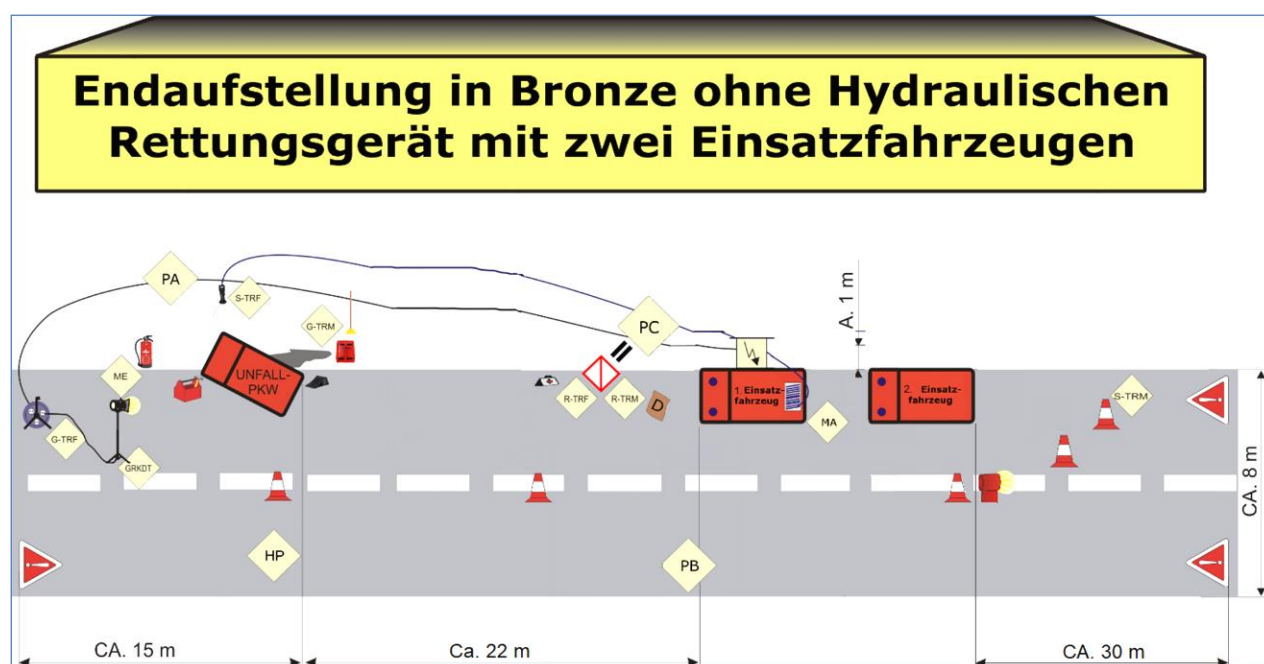 Endaufstellung in Bronze ohne Hydraulischen
Rettungsgerät mit zwei Einsatzfahrzeugen
PA
S-TRF
G-TRM
PC
A. 1 m
ME
UNFALL-
PKW
R-TRF
R-TRM
D
1. Einsatz-
fahrzeug
2. Einsatz-
fahrzeug
MA
S-TRM
G-TRF
GRKDT
CA. 8 m
HP
PB
CA. 15 m
Ca. 22 m
CA. 30 m